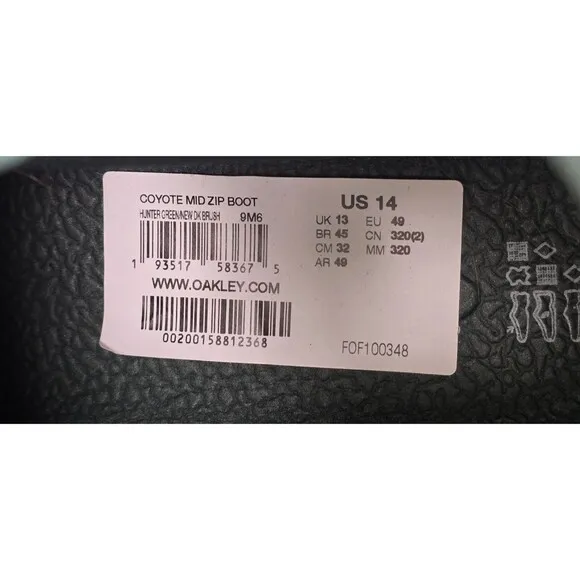 COYOTE MID ZIP BOOT
HUNTER GREEN/NEW DK BRUSH 9M6
1 93517 58367 5
WWW.OAKLEY.COM
00200158812368
US 14
UK 13 EU 49
BR 45 CN 320(2)
CM 32 MM 320
AR 49
FOF100348